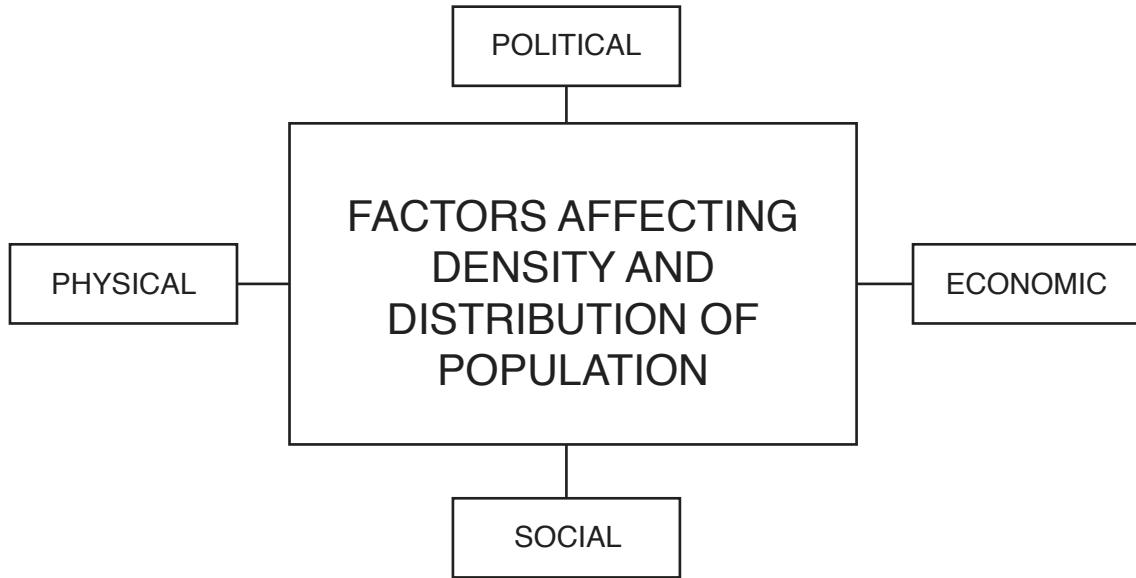 POLITICAL
FACTORS AFFECTING
DENSITY AND
DISTRIBUTION OF
POPULATION
PHYSICAL
ECONOMIC
SOCIAL